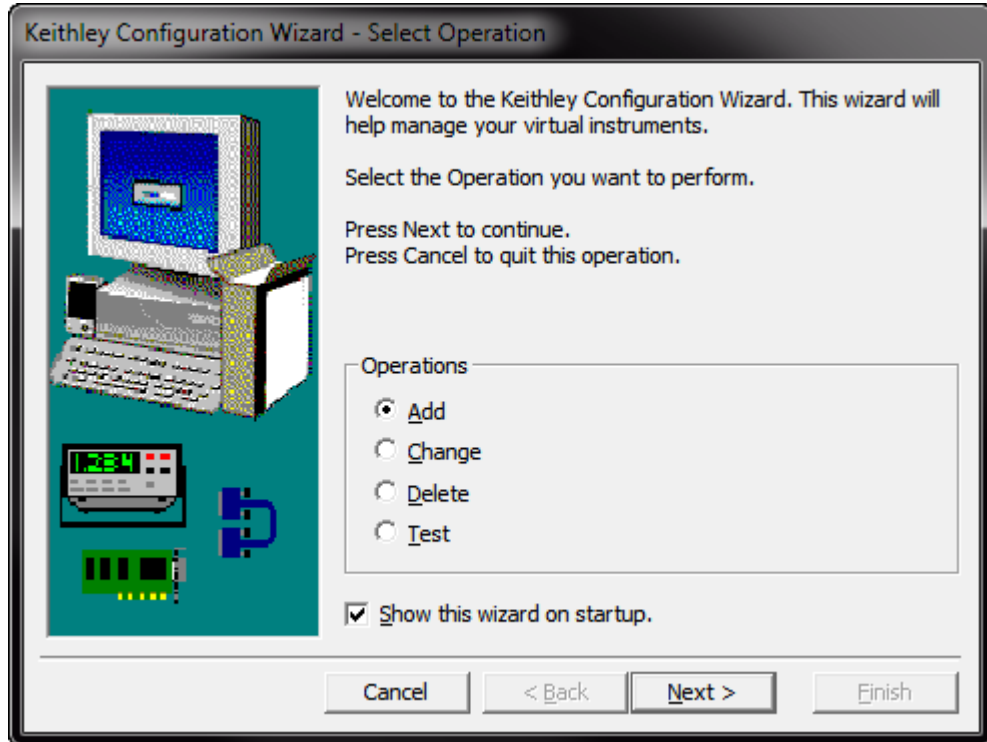 Keithley Configuration Wizard - Select Operation
Welcome to the Keithley Configuration Wizard. This wizard will
help manage your virtual instruments.
Select the Operation you want to perform.
Press Next to continue.
Press Cancel to quit this operation.
Operations
Add
Change
Delete
Test
1.234
Show this wizard on startup.
Cancel
< Back
Next >
Finish